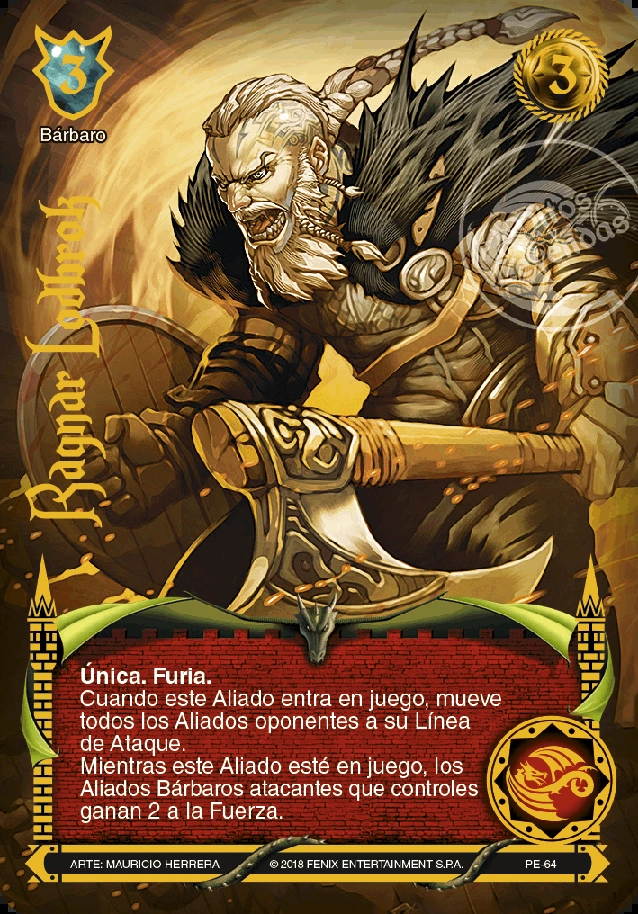 3
Bárbaro
3
Ragnar Lodbrok
Única. Furia.
Cuando este Aliado entra en juego, mueve
todos los Aliados oponentes a su Línea
de Ataque.
Mientras este Aliado esté en juego, los
Aliados Bárbaros atacantes que controles
ganan 2 a la Fuerza.
ARTE: MAURICIO HERRERA © 2018 FENIX ENTERTAINMENT S.P.A. PE-64